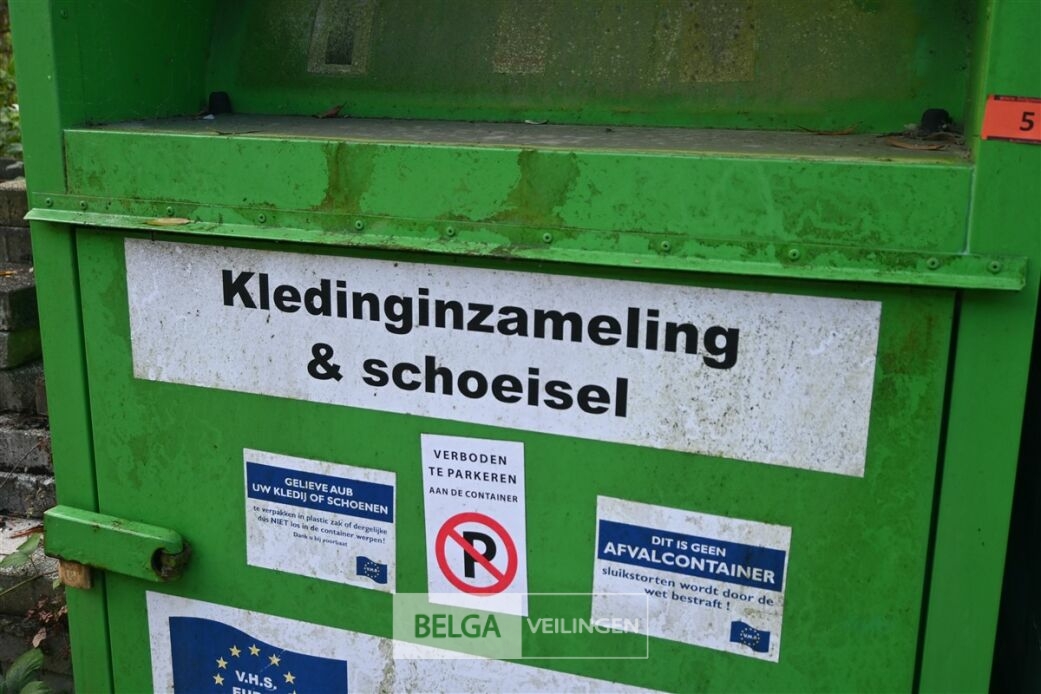 5
Kledinginzameling
& schoeisel
VERBODEN
TE PARKEREN
AAN DE CONTAINER
P
GELIEVE AUB
UW KLEDIJ OF SCHOENEN
te verpakken in plastic zak of dergelijke
dus NIET los in de container werpen!
Dank u bij voorbaat
DIT IS GEEN
AFVALCONTAINER
sluikstorten wordt door de
wet bestraft !
V.H.S.
BELGA VEILINGEN
V.H.S.